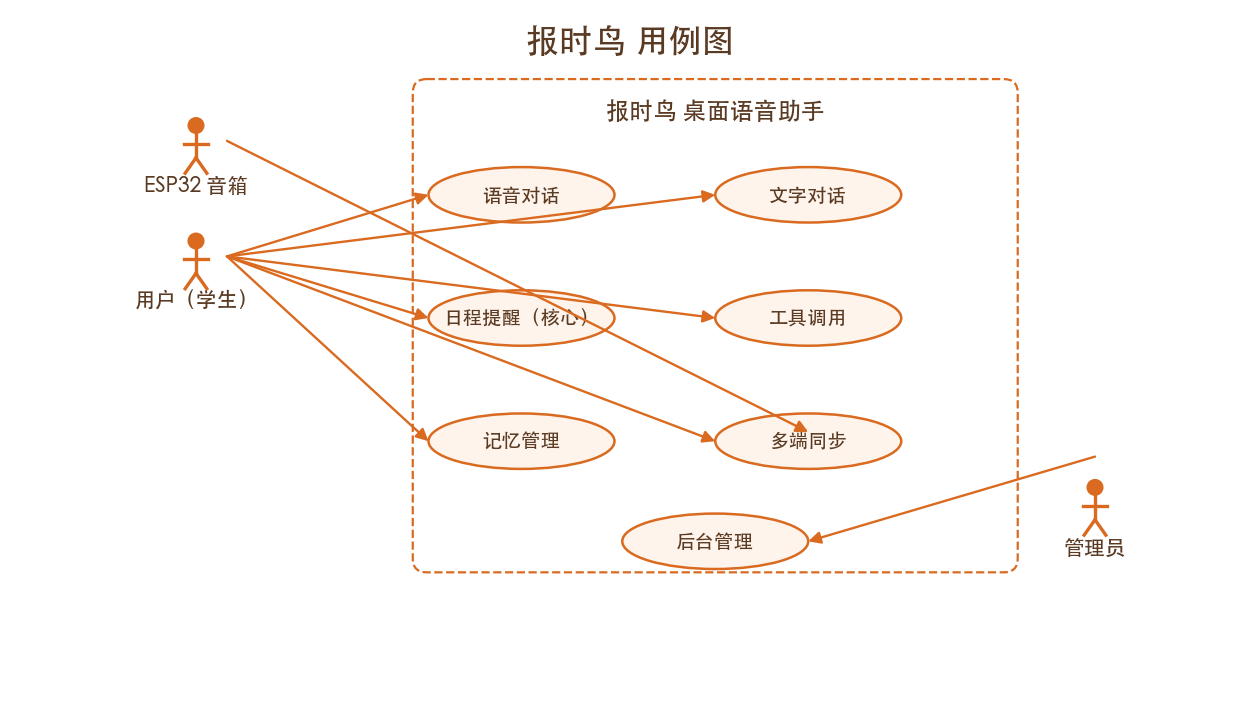 报时鸟 用例图
报时鸟 桌面语音助手
ESP32 音箱
语音对话
文字对话
用户（学生）
日程提醒（核心）
工具调用
记忆管理
多端同步
后台管理
管理员